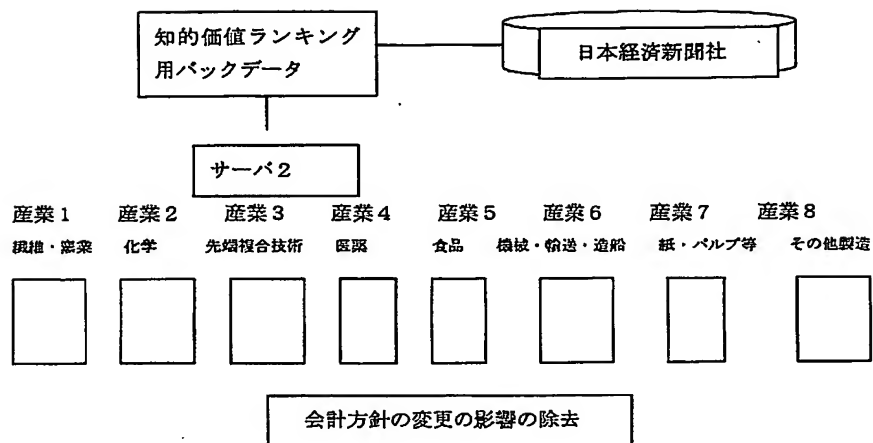 知的価値ランキング
用バックデータ
日本経済新聞社
サーバ２
産業１ 産業２ 産業３ 産業４ 産業５ 産業６ 産業７ 産業８
繊維・窯業 化学 先端複合技術 医薬 食品 機械・輸送・造船 紙・パルプ等 その他製造
会計方針の変更の影響の除去